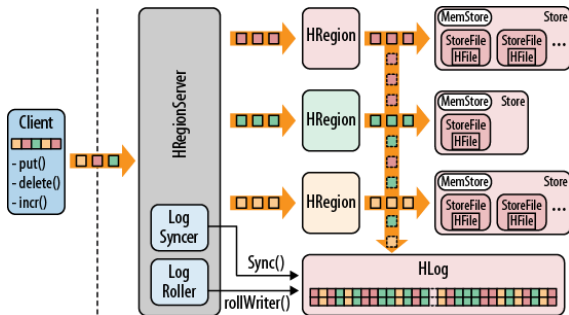 Client
- put()
- delete()
- incr()
HRegionServer
Log
Syncer
Log
Roller
Sync()
rollWriter()
HRegion
HRegion
HRegion
MemStore
Store
StoreFile
HFile
StoreFile
HFile
...
MemStore
Store
StoreFile
HFile
MemStore
Store
StoreFile
HFile
StoreFile
HFile
...
HLog